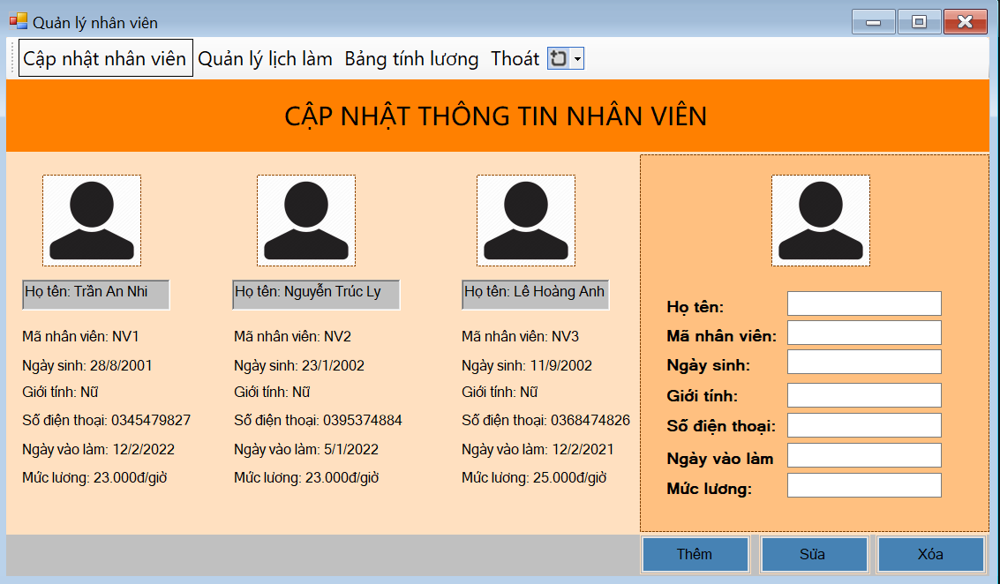 Quản lý nhân viên
Cập nhật nhân viên Quản lý lịch làm Bảng tính lương Thoát
CẬP NHẬT THÔNG TIN NHÂN VIÊN
Họ tên: Trần An Nhi
Mã nhân viên: NV1
Ngày sinh: 28/8/2001
Giới tính: Nữ
Số điện thoại: 0345479827
Ngày vào làm: 12/2/2022
Mức lương: 23.000đ/giờ
Họ tên: Nguyễn Trúc Ly
Mã nhân viên: NV2
Ngày sinh: 23/1/2002
Giới tính: Nữ
Số điện thoại: 0395374884
Ngày vào làm: 5/1/2022
Mức lương: 23.000đ/giờ
Họ tên: Lê Hoàng Anh
Mã nhân viên: NV3
Ngày sinh: 11/9/2002
Giới tính: Nữ
Số điện thoại: 0368474826
Ngày vào làm: 12/2/2021
Mức lương: 25.000đ/giờ
Họ tên:
Mã nhân viên:
Ngày sinh:
Giới tính:
Số điện thoại:
Ngày vào làm
Mức lương:
Thêm Sửa Xóa